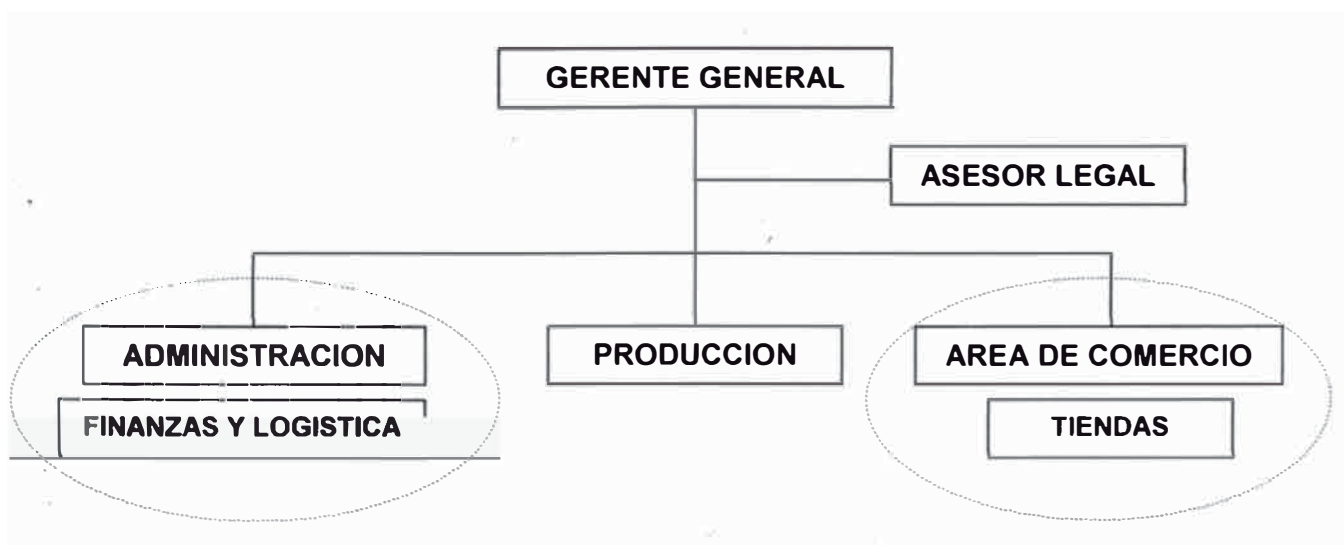 GERENTE GENERAL
ASESOR LEGAL
ADMINISTRACION
PRODUCCION
AREA DE COMERCIO
FINANZAS Y LOGISTICA
TIENDAS